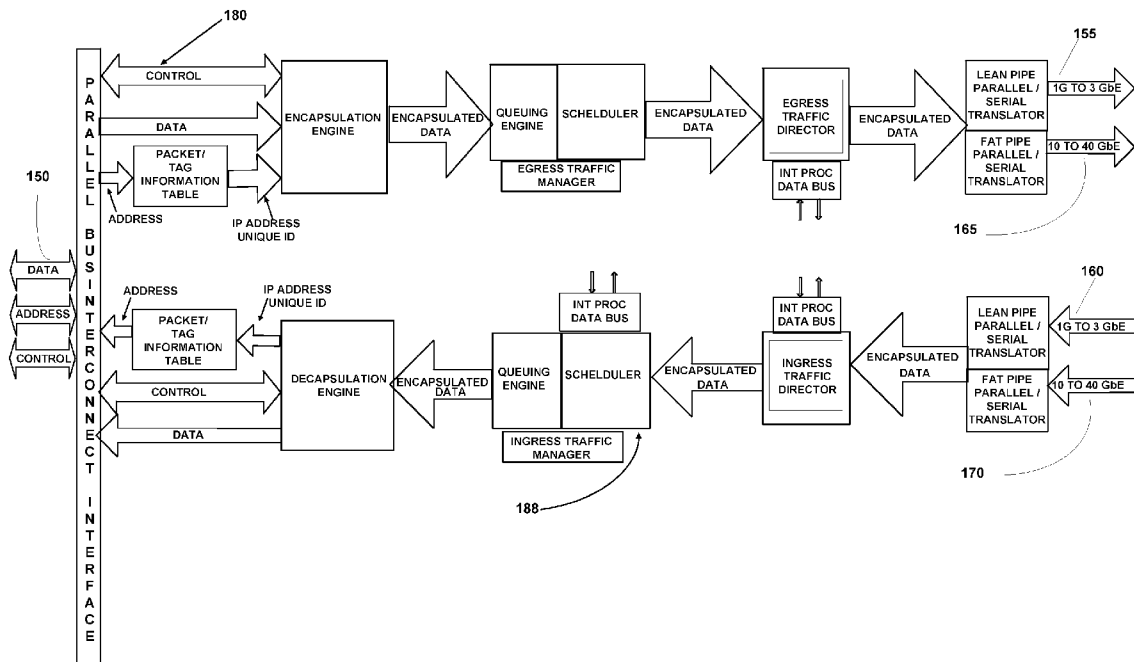 180
CONTROL
DATA
PACKET/
TAG
INFORMATION
TABLE
ADDRESS
IP ADDRESS
UNIQUE ID
ENCAPSULATION
ENGINE
ENCAPSULATED
DATA
QUEUING
ENGINE
SCHELDULER
EGRESS TRAFFIC
MANAGER
ENCAPSULATED
DATA
EGRESS
TRAFFIC
DIRECTOR
INT PROC
DATA BUS
ENCAPSULATED
DATA
LEAN PIPE
PARALLEL /
SERIAL
TRANSLATOR
FAT PIPE
PARALLEL /
SERIAL
TRANSLATOR
155
1G TO 3 GbE
10 TO 40 GbE
165
PARALLEL BUSINTERCONNECT INTERFACE
150
DATA
ADDRESS
CONTROL
ADDRESS
IP ADDRESS
UNIQUE ID
PACKET/
TAG
INFORMATION
TABLE
CONTROL
DATA
DECAPSULATION
ENGINE
ENCAPSULATED
DATA
INT PROC
DATA BUS
QUEUING
ENGINE
SCHELDULER
INGRESS TRAFFIC
MANAGER
188
ENCAPSULATED
DATA
INT PROC
DATA BUS
INGRESS
TRAFFIC
DIRECTOR
ENCAPSULATED
DATA
LEAN PIPE
PARALLEL /
SERIAL
TRANSLATOR
FAT PIPE
PARALLEL /
SERIAL
TRANSLATOR
160
1G TO 3 GbE
10 TO 40 GbE
170